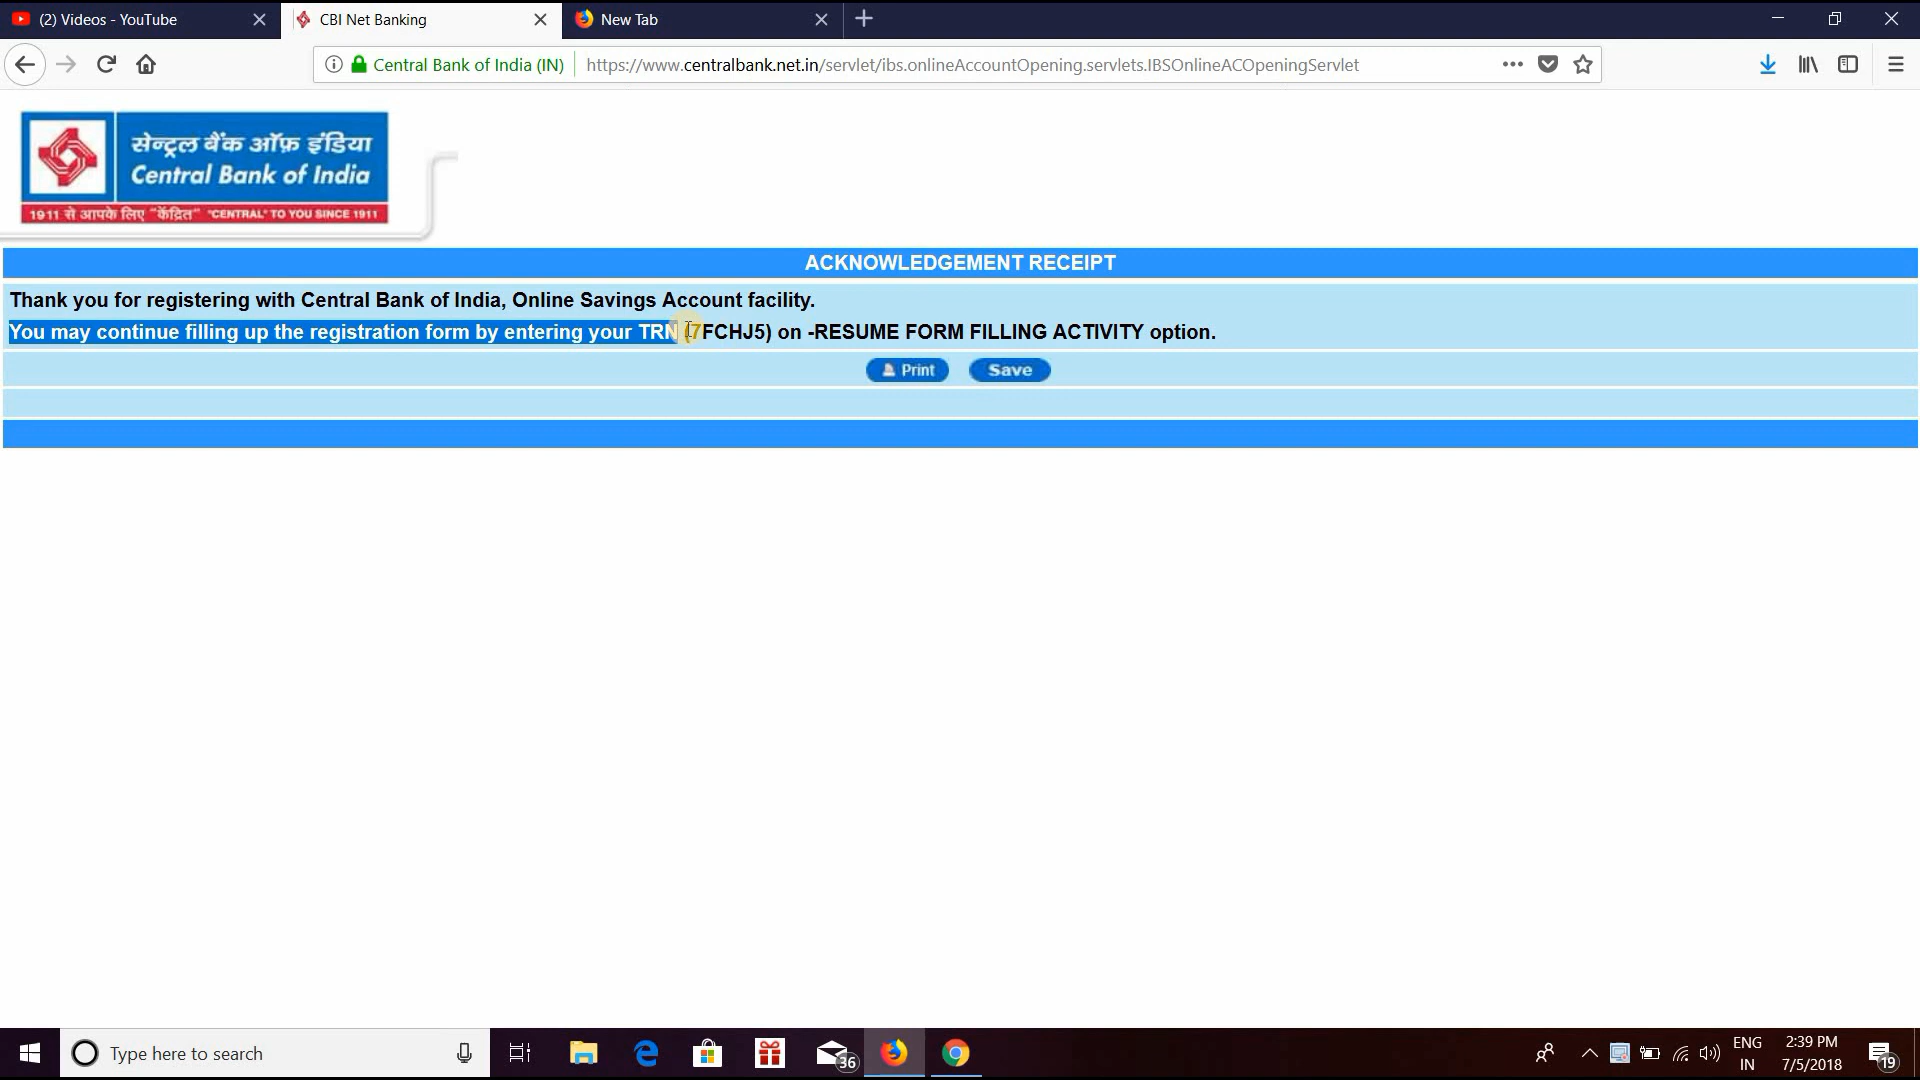 (2) Videos - YouTube
CBI Net Banking
New Tab
Central Bank of India (IN)
https://www.centralbank.net.in/servlet/ibs.onlineAccountOpening.servlets.IBSOnlineACOpeningServlet
सेन्ट्रल बैंक ऑफ़ इंडिया
Central Bank of India
1911 से आपके लिए "केंद्रित" "CENTRAL" TO YOU SINCE 1911
ACKNOWLEDGEMENT RECEIPT
Thank you for registering with Central Bank of India, Online Savings Account facility.
You may continue filling up the registration form by entering your TRN (7FCHJ5) on -RESUME FORM FILLING ACTIVITY option.
Print
Save
Type here to search
36
ENG
IN
2:39 PM
7/5/2018
19